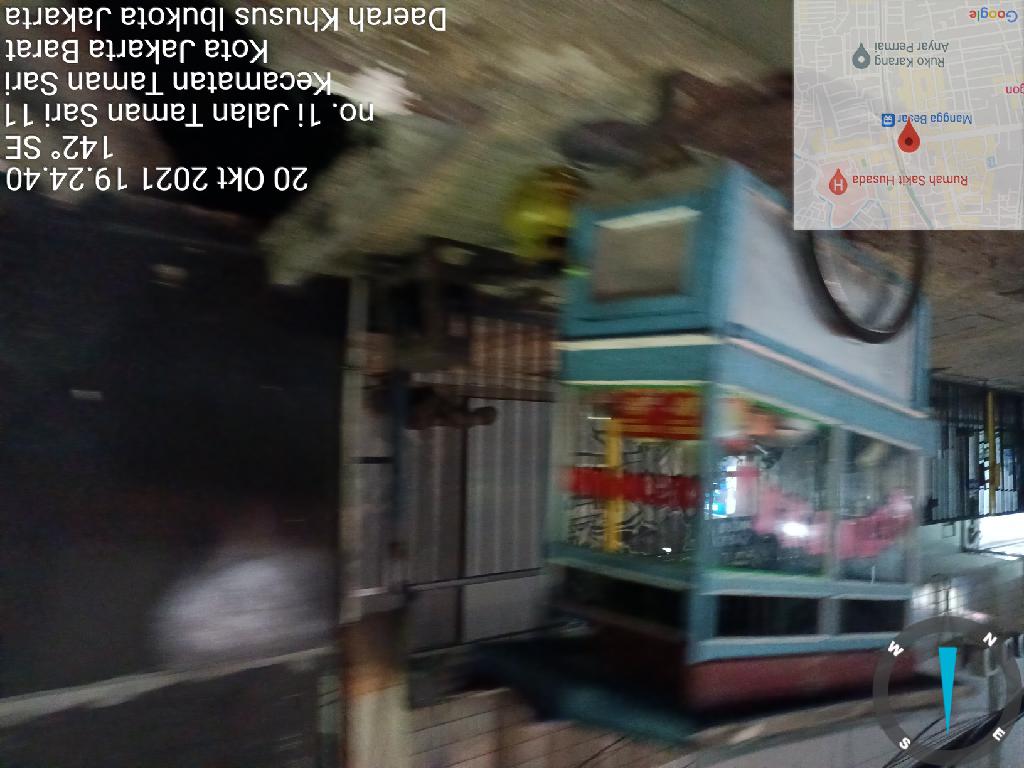 S
E
W
N
Rumah Sakit Husada
H
Mangga Besar
gon
Ruko Karang
Anyar Permai
Google
20 Okt 2021 19.24.40
142° SE
no. 1i Jalan Taman Sari 11
Kecamatan Taman Sari
Kota Jakarta Barat
Daerah Khusus Ibukota Jakarta